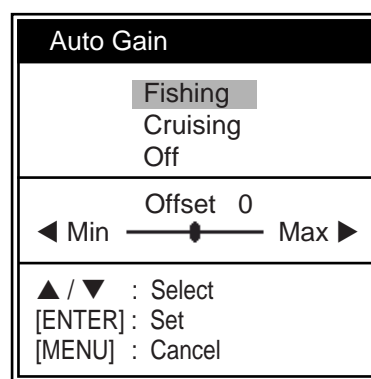 Auto Gain
Fishing
Cruising
Off
Offset 0
◀ Min Max ▶
▲ / ▼ : Select
[ENTER] : Set
[MENU] : Cancel